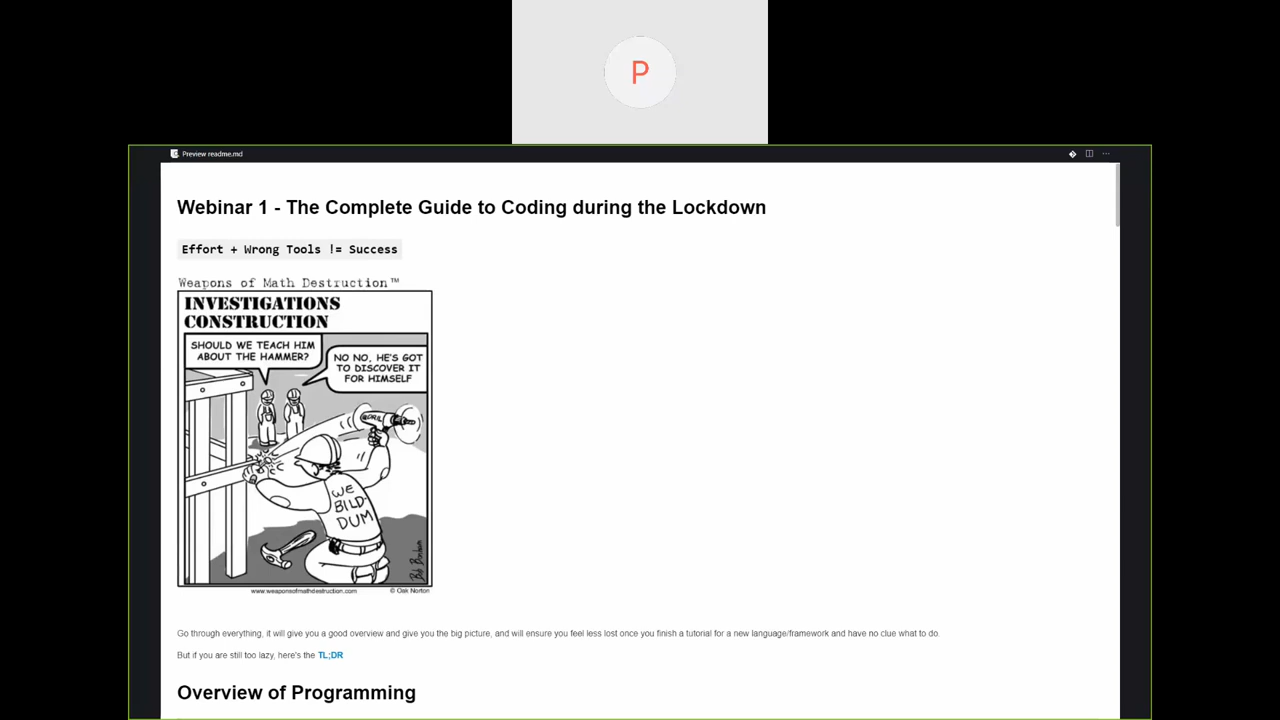 P
Preview readme.md
Webinar 1 - The Complete Guide to Coding during the Lockdown
Effort + Wrong Tools != Success
Weapons of Math Destruction™
INVESTIGATIONS
CONSTRUCTION
SHOULD WE TEACH HIM
ABOUT THE HAMMER?
NO NO, HE'S GOT
TO DISCOVER IT
FOR HIMSELF
WE
BILD-
DUM
www.weaponsofmathdestruction.com
© Oak Norton
Go through everything, it will give you a good overview and give you the big picture, and will ensure you feel less lost once you finish a tutorial for a new language/framework and have no clue what to do.
But if you are still too lazy, here's the TL;DR
Overview of Programming